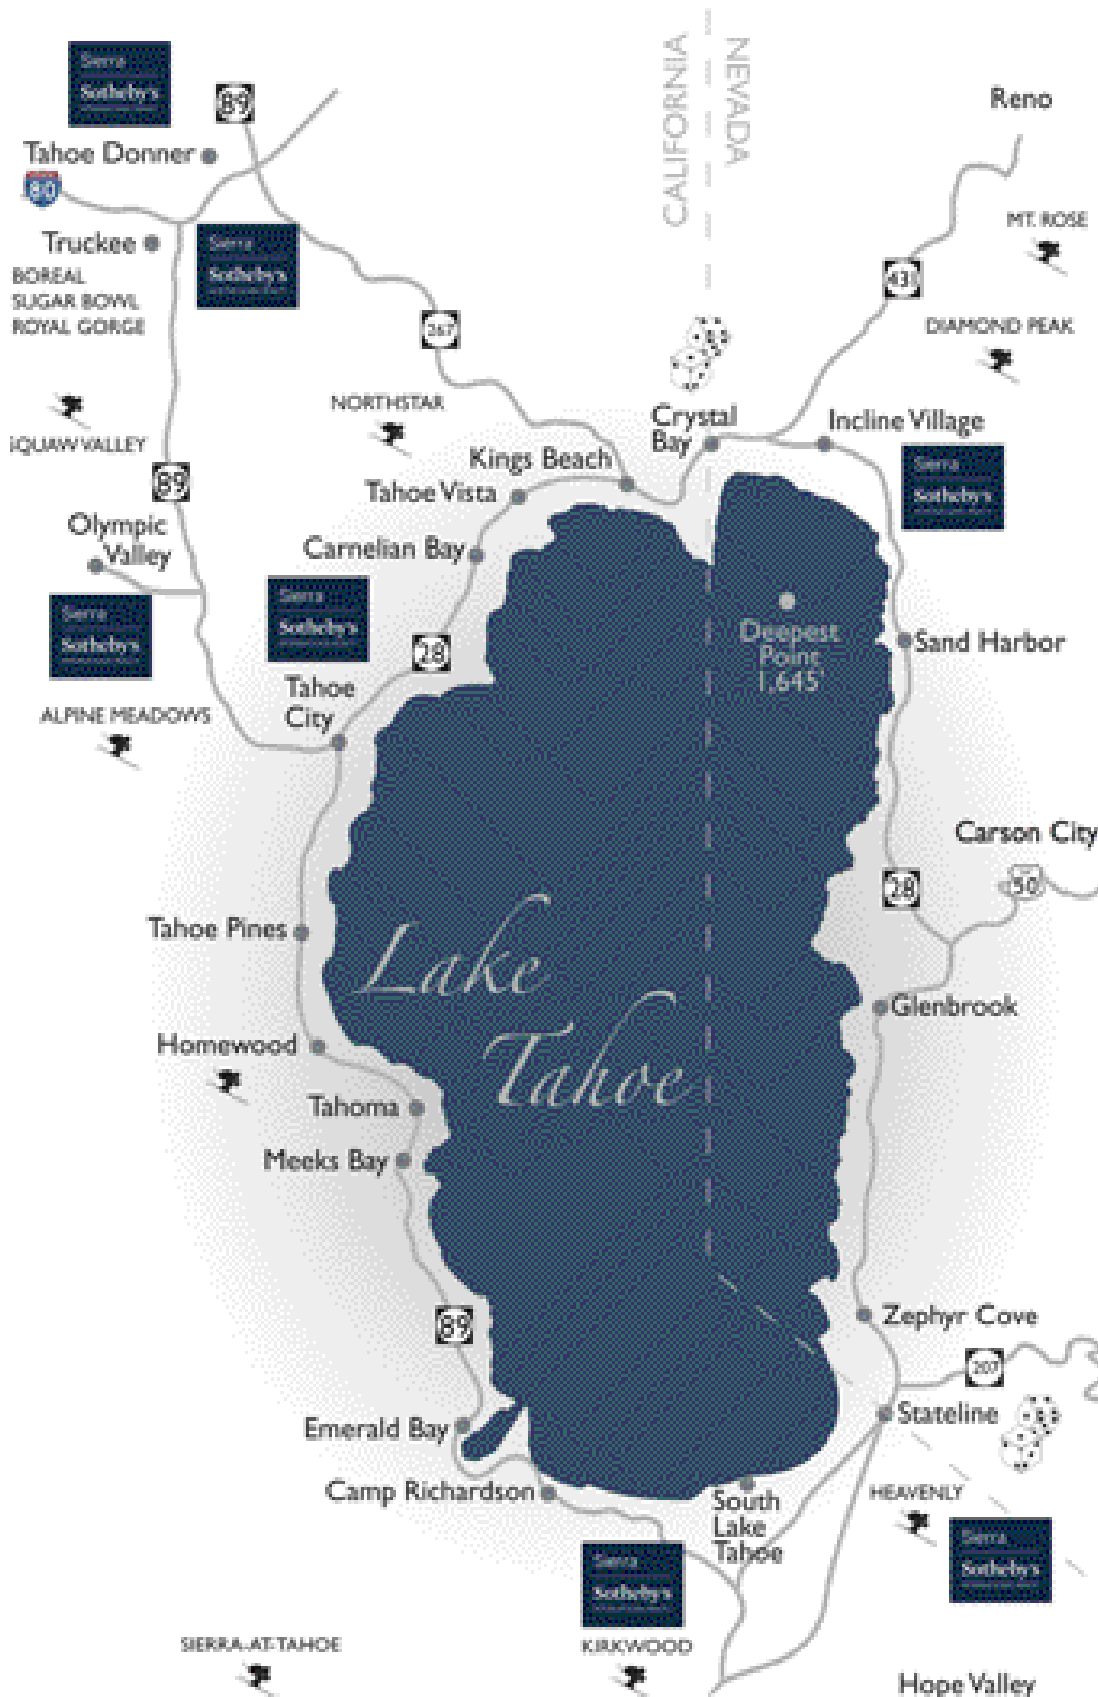 CALIFORNIA
NEVADA
Sierra
Sotheby's
89
Reno
Tahoe Donner
80
MT. ROSE
Truckee
Sierra
Sotheby's
BOREAL
SUGAR BOWL
ROYAL GORGE
431
267
DIAMOND PEAK
NORTHSTAR
Crystal
Bay
Incline Village
SQUAW VALLEY
Kings Beach
Sierra
Sotheby's
89
Tahoe Vista
Olympic
Valley
Carnelian Bay
Sierra
Sotheby's
Sierra
Sotheby's
28
Deepest
Point
1,645'
Sand Harbor
Tahoe
City
ALPINE MEADOWS
Carson City
28
50
Tahoe Pines
Lake
Tahoe
Glenbrook
Homewood
Tahoma
Meeks Bay
89
Zephyr Cove
207
Emerald Bay
Stateline
Camp Richardson
South
Lake
Tahoe
HEAVENLY
Sierra
Sotheby's
Sierra
Sotheby's
SIERRA-AT-TAHOE
KIRKWOOD
Hope Valley